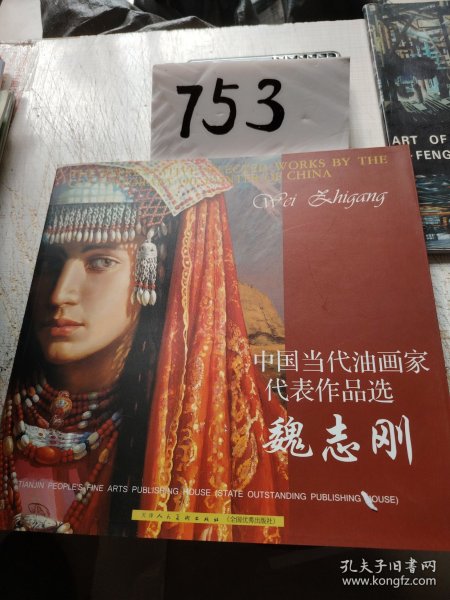 753
WORKS BY THE
OF CHINA
Wei Zhigang
ART OF
FENG
中国当代油画家
代表作品选
魏志刚
TIANJIN PEOPLE'S FINE ARTS PUBLISHING HOUSE (STATE OUTSTANDING PUBLISHING HOUSE)
天津人民美术出版社 (全国优秀出版社)
孔夫子旧书网
www.kongfz.com